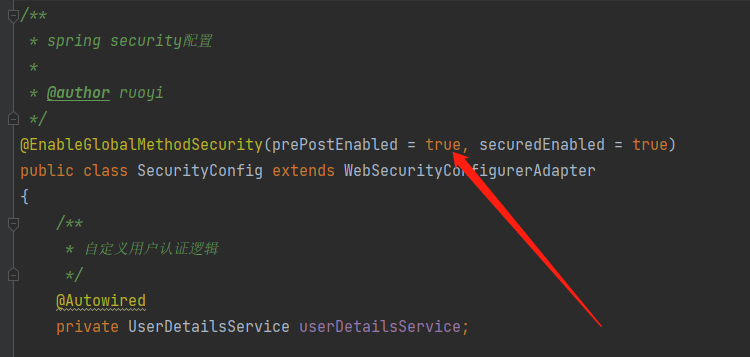 /**
 * spring security配置
 *
 * @author ruoyi
 */
@EnableGlobalMethodSecurity(prePostEnabled = true, securedEnabled = true)
public class SecurityConfig extends WebSecurityConfigurerAdapter
{
    /**
     * 自定义用户认证逻辑
     */
    @Autowired
    private UserDetailsService userDetailsService;